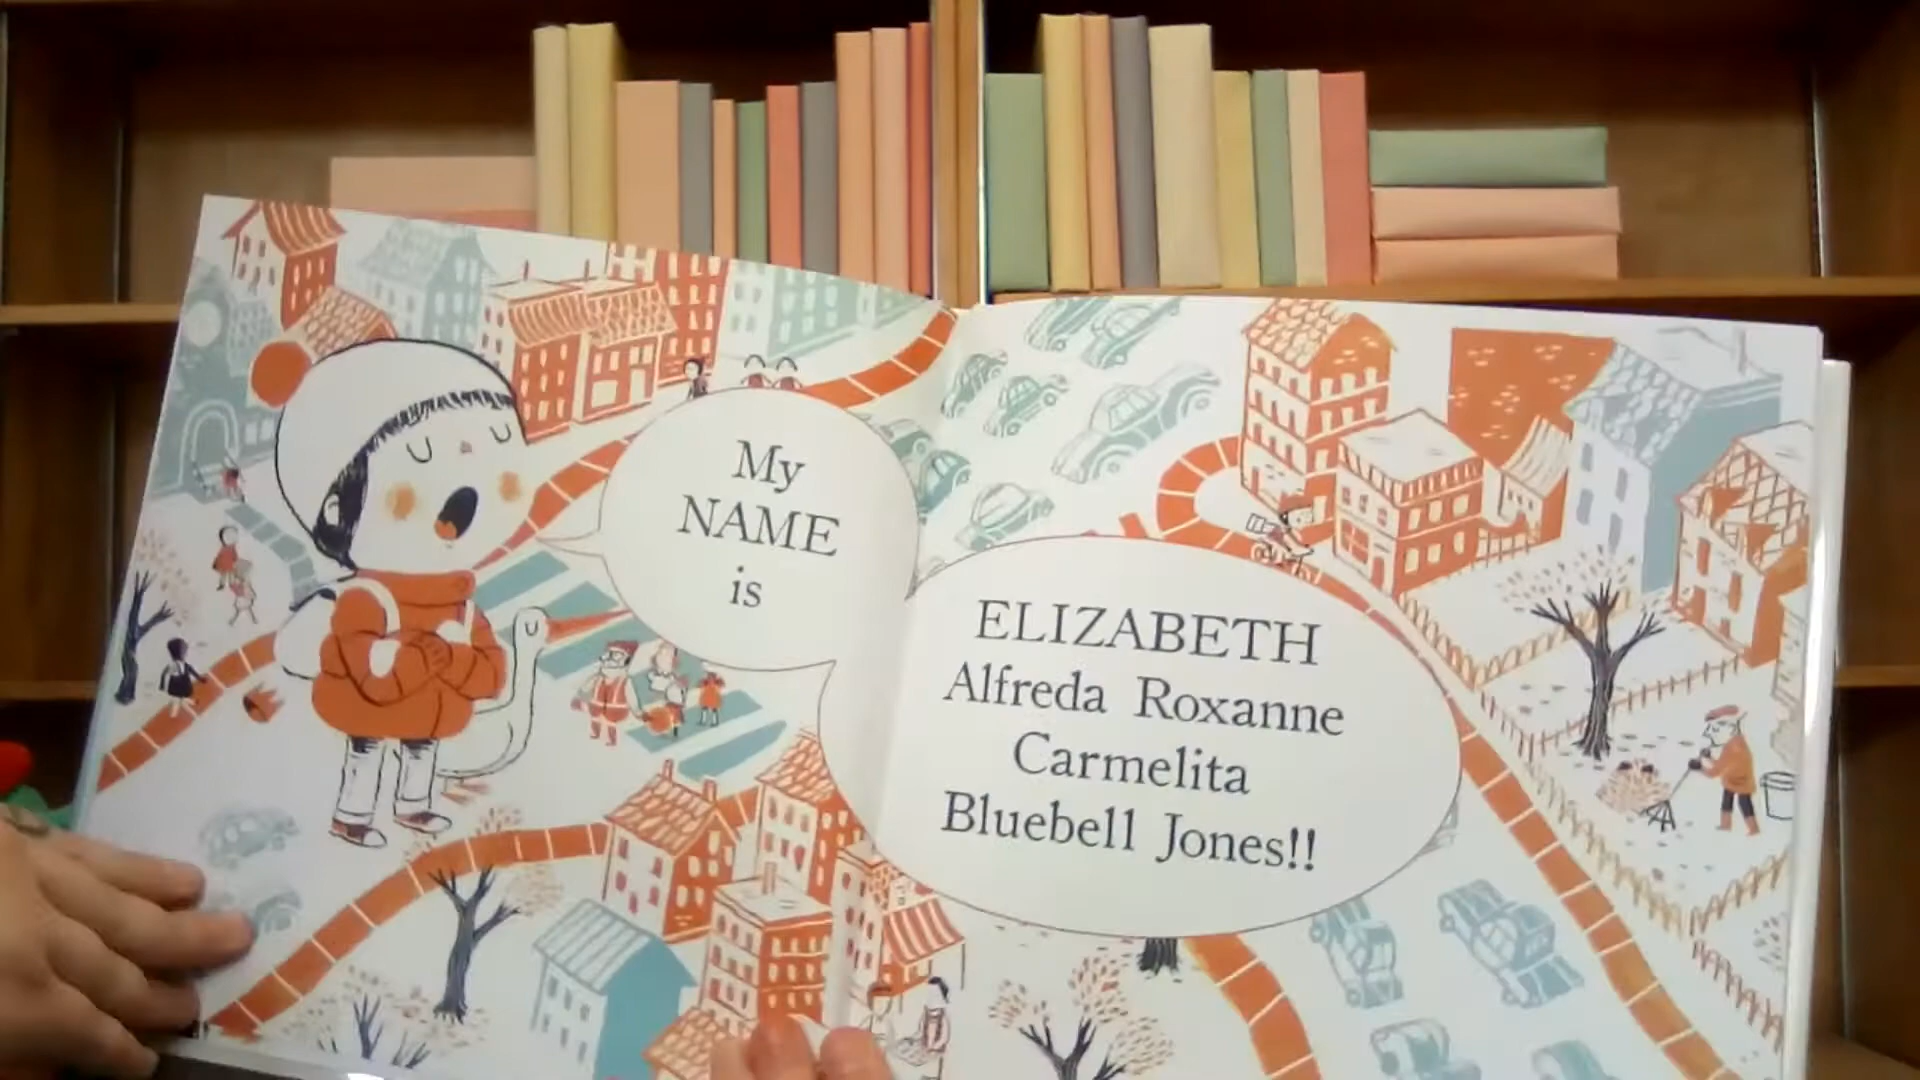 My
NAME
is
ELIZABETH
Alfreda Roxanne
Carmelita
Bluebell Jones!!